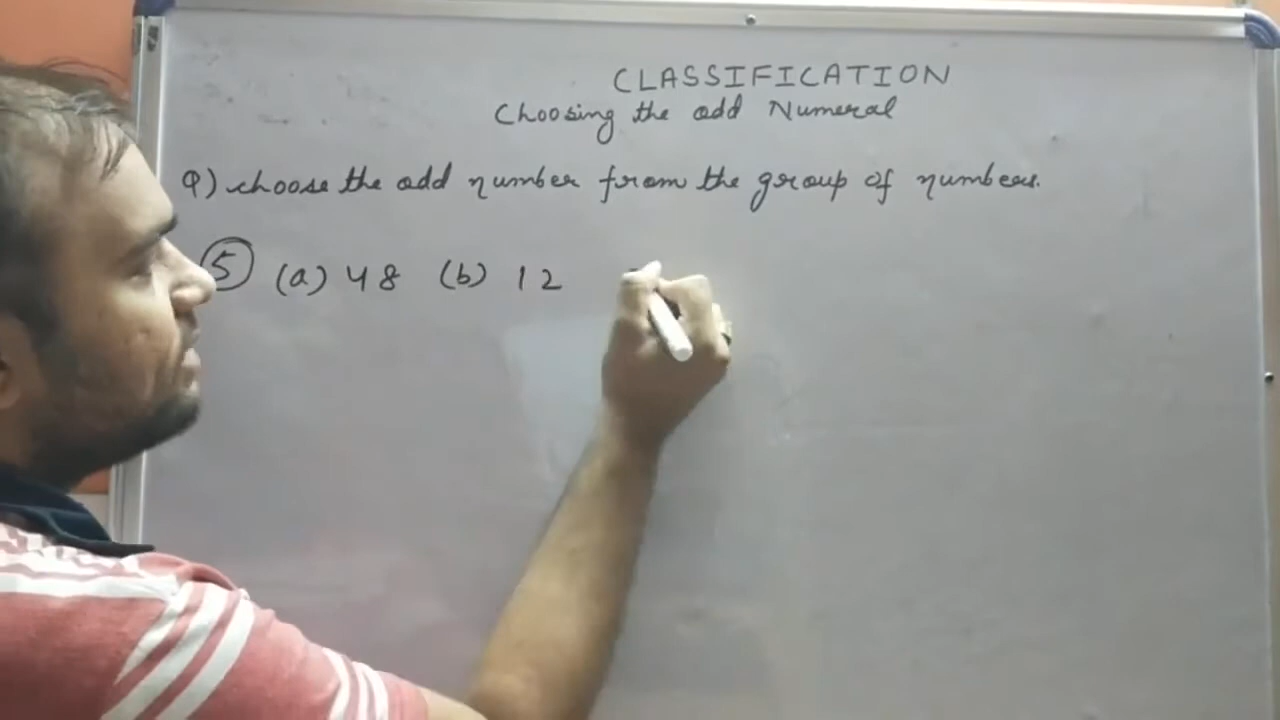 CLASSIFICATION
Choosing the odd Numeral
Q) choose the odd number from the group of numbers.
5 (a) 48 (b) 12